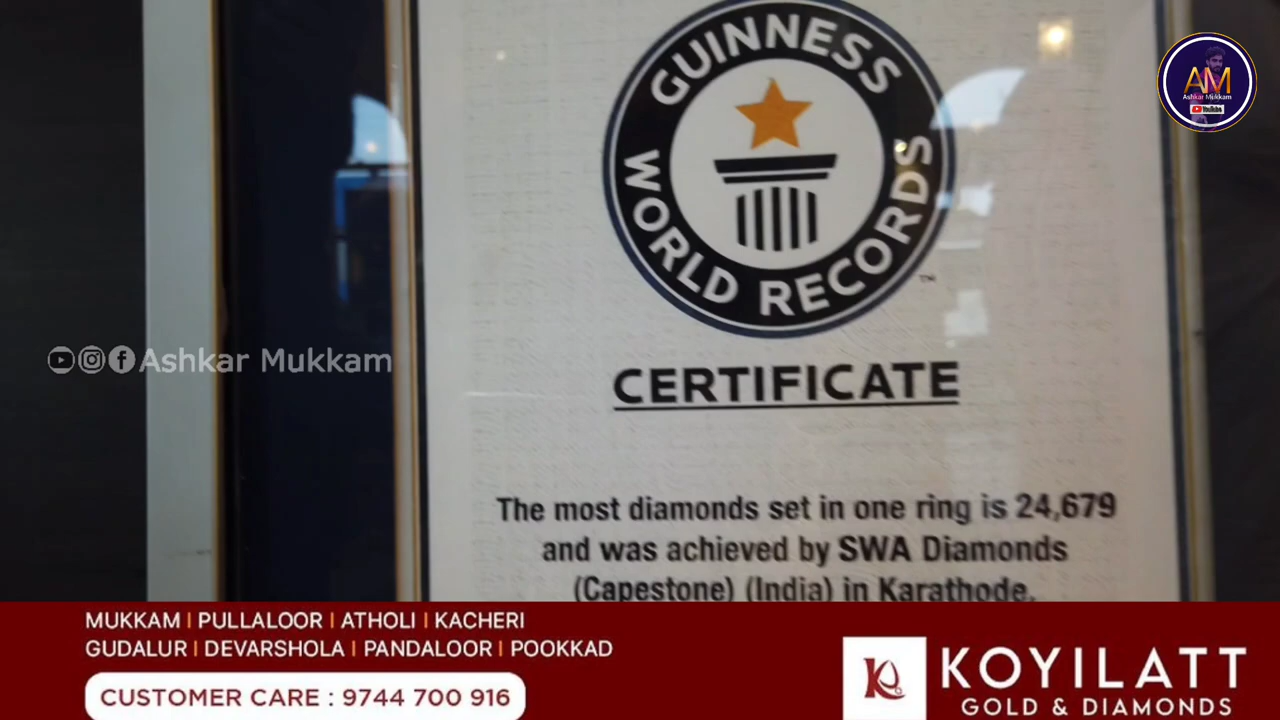 GUINNESS
WORLD RECORDS
™
CERTIFICATE
The most diamonds set in one ring is 24,679
and was achieved by SWA Diamonds
(Capestone) (India) in Karathode,
AM
Ashkar Mukkam
YouTube
Ashkar Mukkam
MUKKAM | PULLALOOR | ATHOLI | KACHERI
GUDALUR | DEVARSHOLA | PANDALOOR | POOKKAD
CUSTOMER CARE : 9744 700 916
KOYILATT
GOLD & DIAMONDS